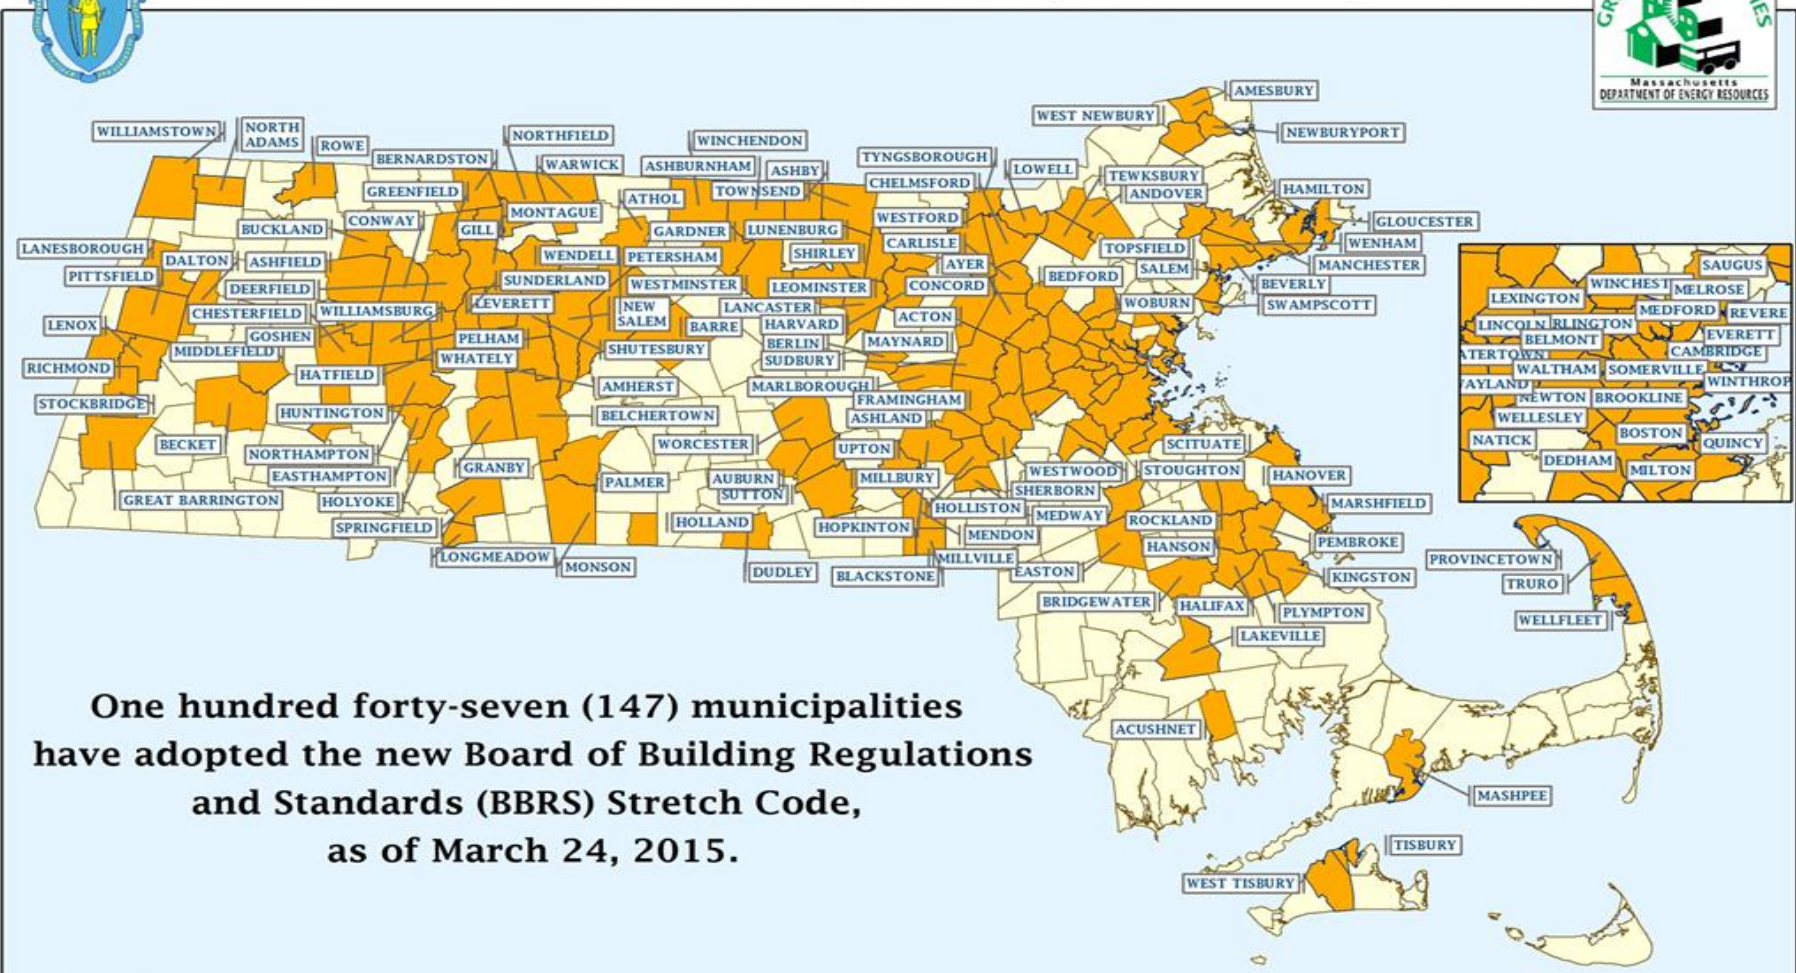 Massachusetts
DEPARTMENT OF ENERGY RESOURCES
AMESBURY
WEST NEWBURY
NEWBURYPORT
WILLIAMSTOWN
NORTH
ADAMS
ROWE
BERNARDSTON
NORTHFIELD
WARWICK
WINCHENDON
ASHBURNHAM
ASHBY
TYNGSBOROUGH
LOWELL
TEWKSBURY
ANDOVER
HAMILTON
GREENFIELD
ATHOL
TOWNSEND
CHELMSFORD
GLOUCESTER
BUCKLAND
CONWAY
GILL
MONTAGUE
GARDNER
LUNENBURG
WESTFORD
WENHAM
LANESBOROUGH
DALTON
ASHFIELD
WENDELL
PETERSHAM
SHIRLEY
CARLISLE
TOPSFIELD
MANCHESTER
PITTSFIELD
DEERFIELD
SUNDERLAND
WESTMINSTER
LEOMINSTER
AYER
CONCORD
BEDFORD
SALEM
BEVERLY
CHESTERFIELD
WILLIAMSBURG
LEVERETT
NEW
SALEM
LANCASTER
ACTON
WOBURN
SWAMPSCOTT
LENOX
GOSHEN
PELHAM
BARRE
HARVARD
BERLIN
MAYNARD
MIDDLEFIELD
WHATELY
SHUTESBURY
SUDBURY
RICHMOND
HATFIELD
AMHERST
MARLBOROUGH
FRAMINGHAM
STOCKBRIDGE
HUNTINGTON
BELCHERTOWN
ASHLAND
BECKET
NORTHAMPTON
WORCESTER
UPTON
SCITUATE
EASTHAMPTON
GRANBY
PALMER
AUBURN
SUTTON
MILLBURY
WESTWOOD
STOUGHTON
HANOVER
SHERBORN
GREAT BARRINGTON
HOLYOKE
HOLLISTON
MEDWAY
MARSHFIELD
SPRINGFIELD
HOLLAND
HOPKINTON
MENDON
ROCKLAND
HANSON
PEMBROKE
LONGMEADOW
MONSON
DUDLEY
BLACKSTONE
MILLVILLE
EASTON
KINGSTON
BRIDGEWATER
HALIFAX
PLYMPTON
LAKEVILLE
ACUSHNET
MASHPEE
TISBURY
WEST TISBURY
PROVINCETOWN
TRURO
WELLFLEET
SAUGUS
WINCHEST
MELROSE
LEXINGTON
MEDFORD
REVERE
LINCOLN
RLINGTON
EVERETT
BELMONT
CAMBRIDGE
ATERTOWN
WALTHAM
SOMERVILLE
AYLAND
WINTHROP
NEWTON
BROOKLINE
WELLESLEY
NATICK
BOSTON
QUINCY
DEDHAM
MILTON
One hundred forty-seven (147) municipalities
have adopted the new Board of Building Regulations
and Standards (BBRS) Stretch Code,
as of March 24, 2015.